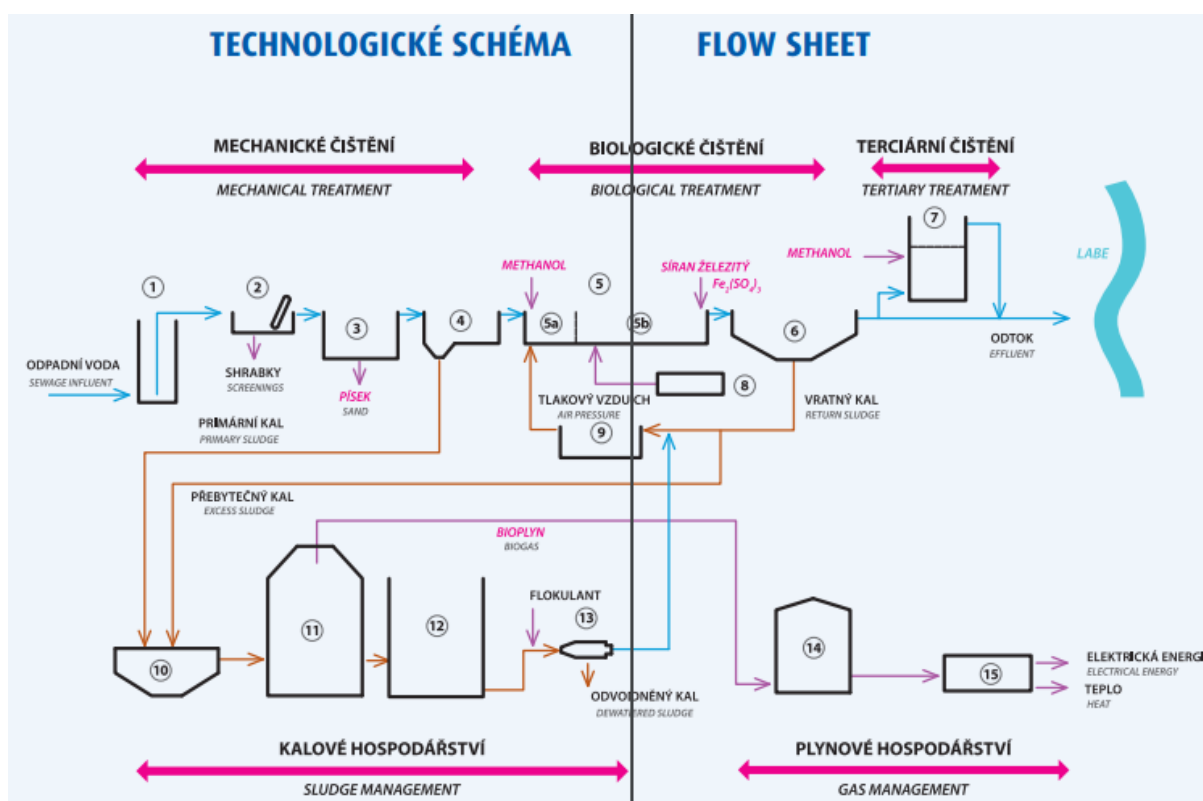 TECHNOLOGICKÉ SCHÉMA
FLOW SHEET
MECHANICKÉ ČIŠTĚNÍ
MECHANICAL TREATMENT
BIOLOGICKÉ ČIŠTĚNÍ
BIOLOGICAL TREATMENT
TERCIÁRNÍ ČIŠTĚNÍ
TERTIARY TREATMENT
7
METHANOL
SÍRAN ŽELEZITÝ
Fe2(SO4)3
METHANOL
LABE
1
2
3
4
5
5a
5b
6
ODPADNÍ VODA
SEWAGE INFLUENT
SHRABKY
SCREENINGS
PÍSEK
SAND
ODTOK
EFFLUENT
8
TLAKOVÝ VZDUCH
AIR PRESSURE
VRATNÝ KAL
RETURN SLUDGE
9
PRIMÁRNÍ KAL
PRIMARY SLUDGE
PŘEBYTEČNÝ KAL
EXCESS SLUDGE
BIOPLYN
BIOGAS
FLOKULANT
10
11
12
13
14
15
ODVODNĚNÝ KAL
DEWATERED SLUDGE
ELEKTRICKÁ ENERGI
ELECTRICAL ENERGY
TEPLO
HEAT
KALOVÉ HOSPODÁŘSTVÍ
SLUDGE MANAGEMENT
PLYNOVÉ HOSPODÁŘSTVÍ
GAS MANAGEMENT